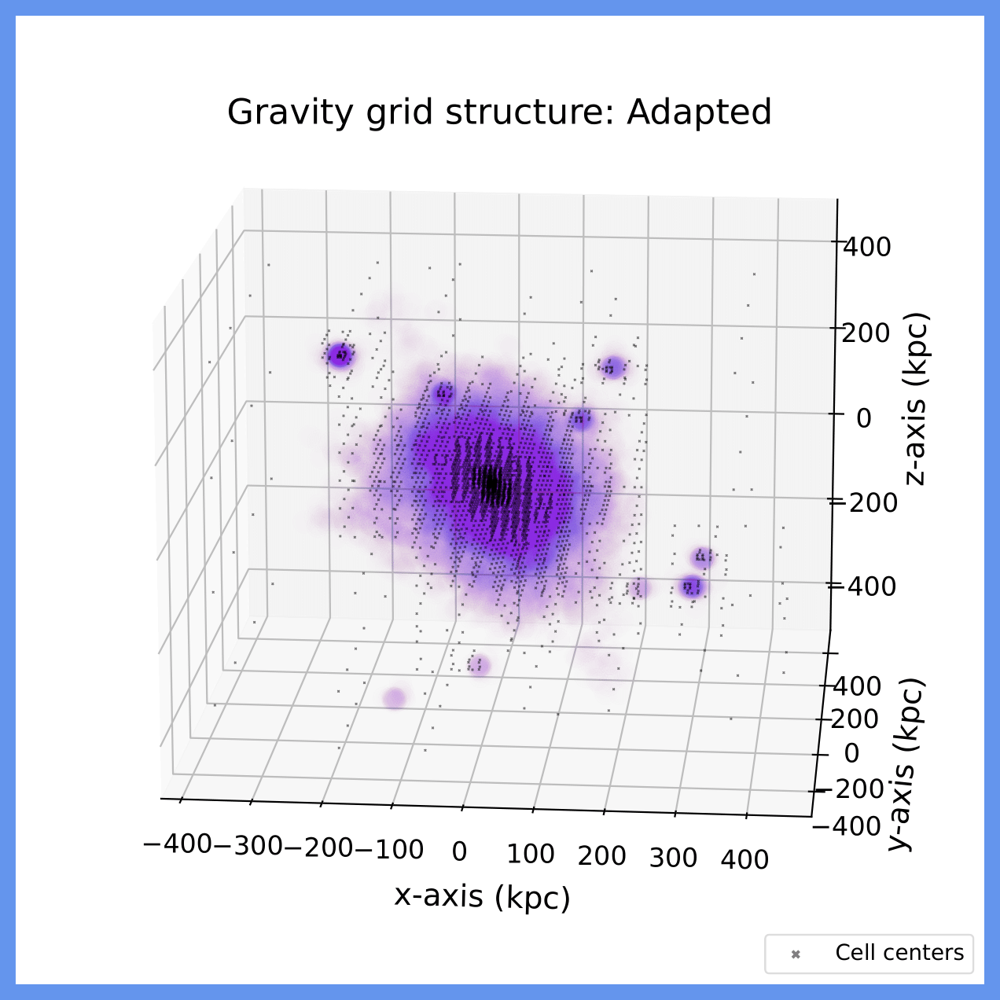 Gravity grid structure: Adapted
400
200
0
−200
−400
z-axis (kpc)
400
200
0
−200
−400
y-axis (kpc)
−400 −300 −200 −100 0 100 200 300 400
x-axis (kpc)
Cell centers